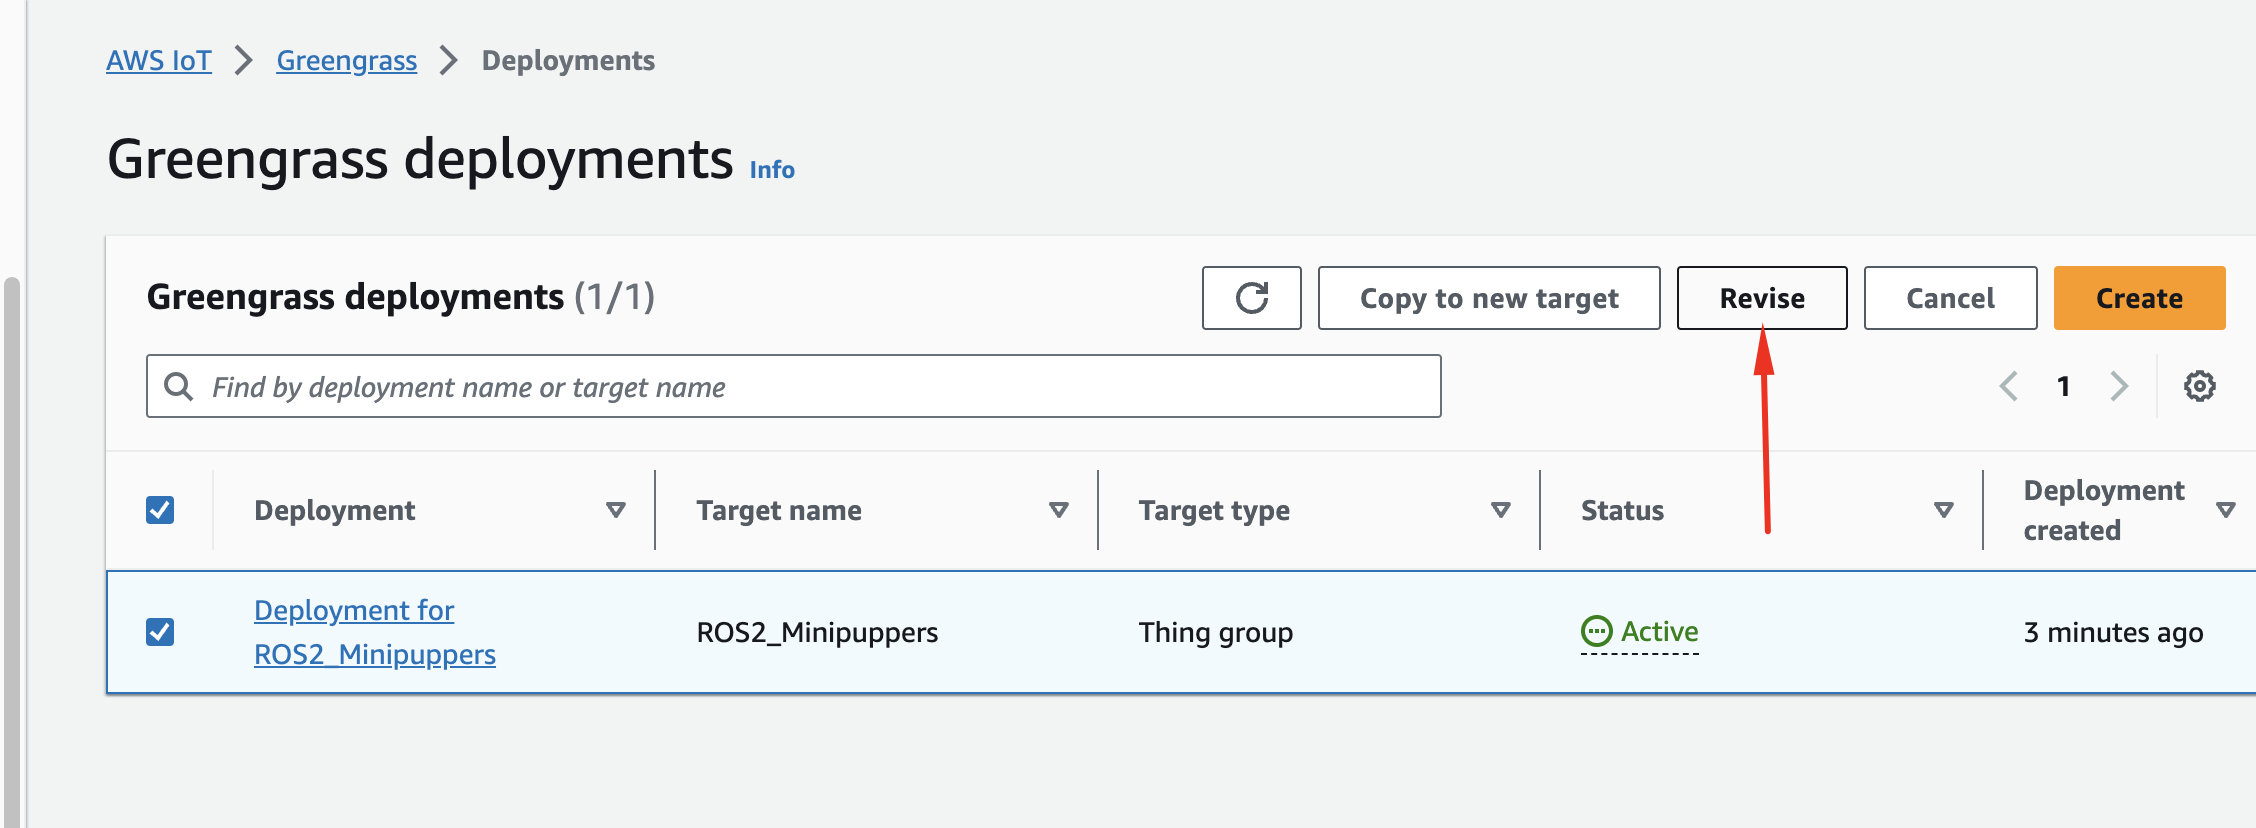 AWS IoT > Greengrass > Deployments
Greengrass deployments Info
Greengrass deployments (1/1)
Copy to new target
Revise
Cancel
Create
Find by deployment name or target name
1
Deployment
Target name
Target type
Status
Deployment
created
Deployment for
ROS2_Minipuppers
ROS2_Minipuppers
Thing group
Active
3 minutes ago